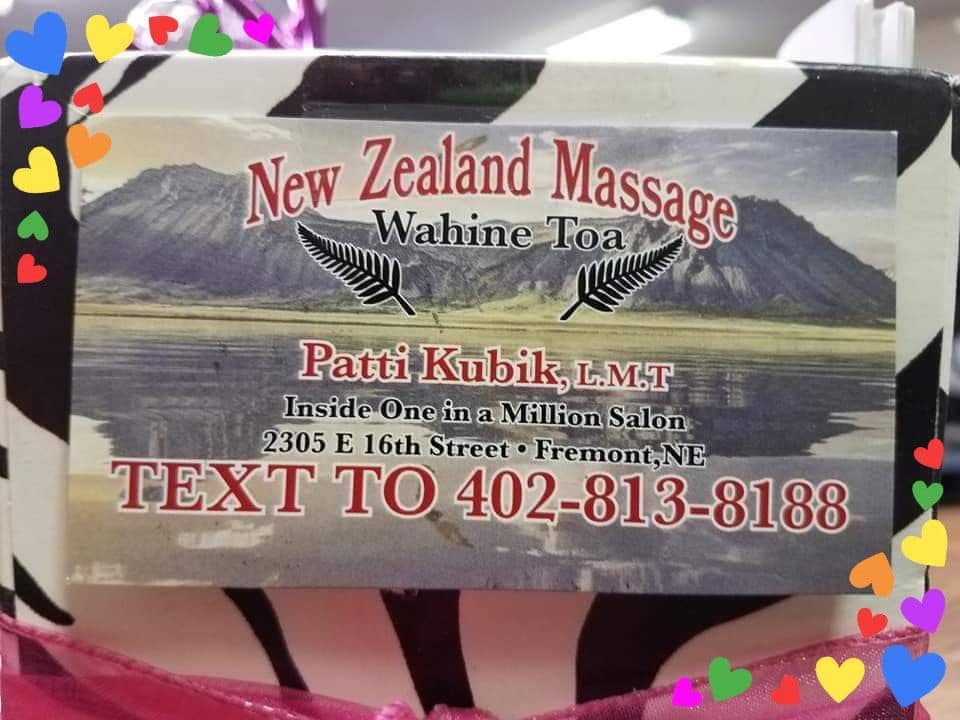 New Zealand Massage
Wahine Toa
Patti Kubik, L.M.T
Inside One in a Million Salon
2305 E 16th Street • Fremont,NE
TEXT TO 402-813-8188